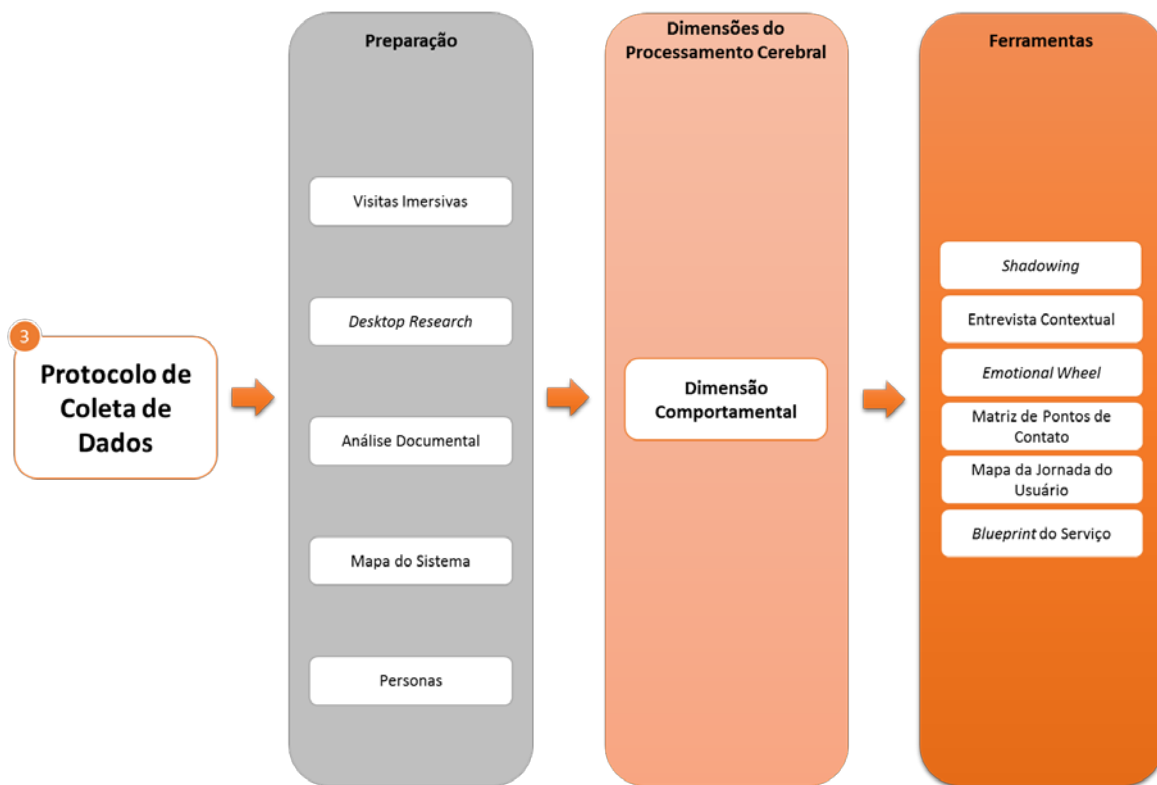 3
Protocolo de
Coleta de
Dados
Preparação
Visitas Imersivas
Desktop Research
Análise Documental
Mapa do Sistema
Personas
Dimensões do
Processamento Cerebral
Dimensão
Comportamental
Ferramentas
Shadowing
Entrevista Contextual
Emotional Wheel
Matriz de Pontos de
Contato
Mapa da Jornada do
Usuário
Blueprint do Serviço